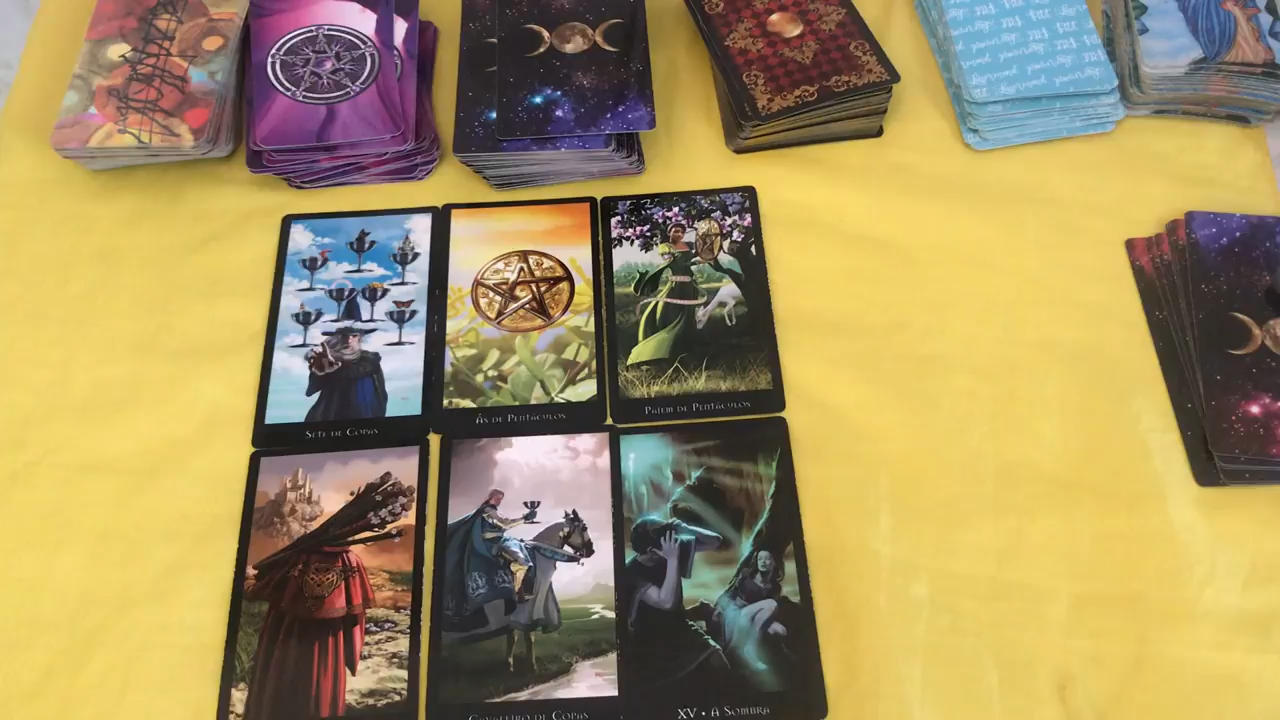 SETE DE COPAS
ÁS DE PENTÁCULOS
PAJEM DE PENTÁCULOS
CAVALEIRO DE COPAS
XV • A SOMBRA